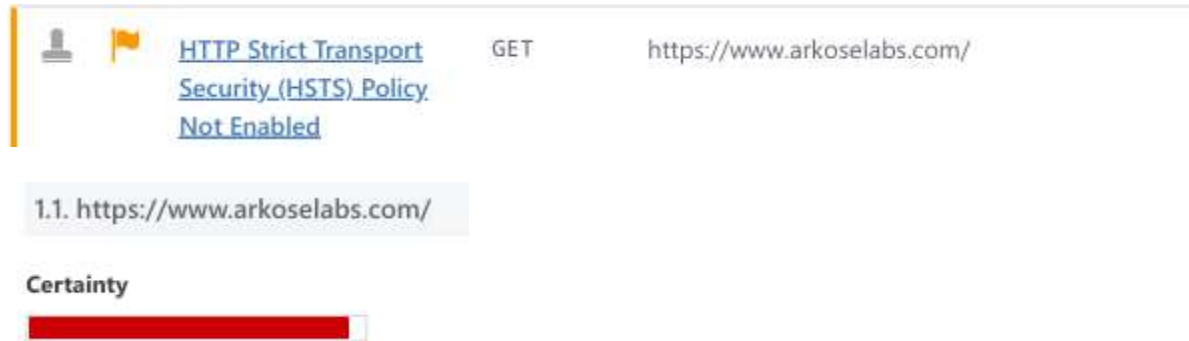 HTTP Strict Transport GET https://www.arkoselabs.com/
Security (HSTS) Policy
Not Enabled
1.1. https://www.arkoselabs.com/
Certainty